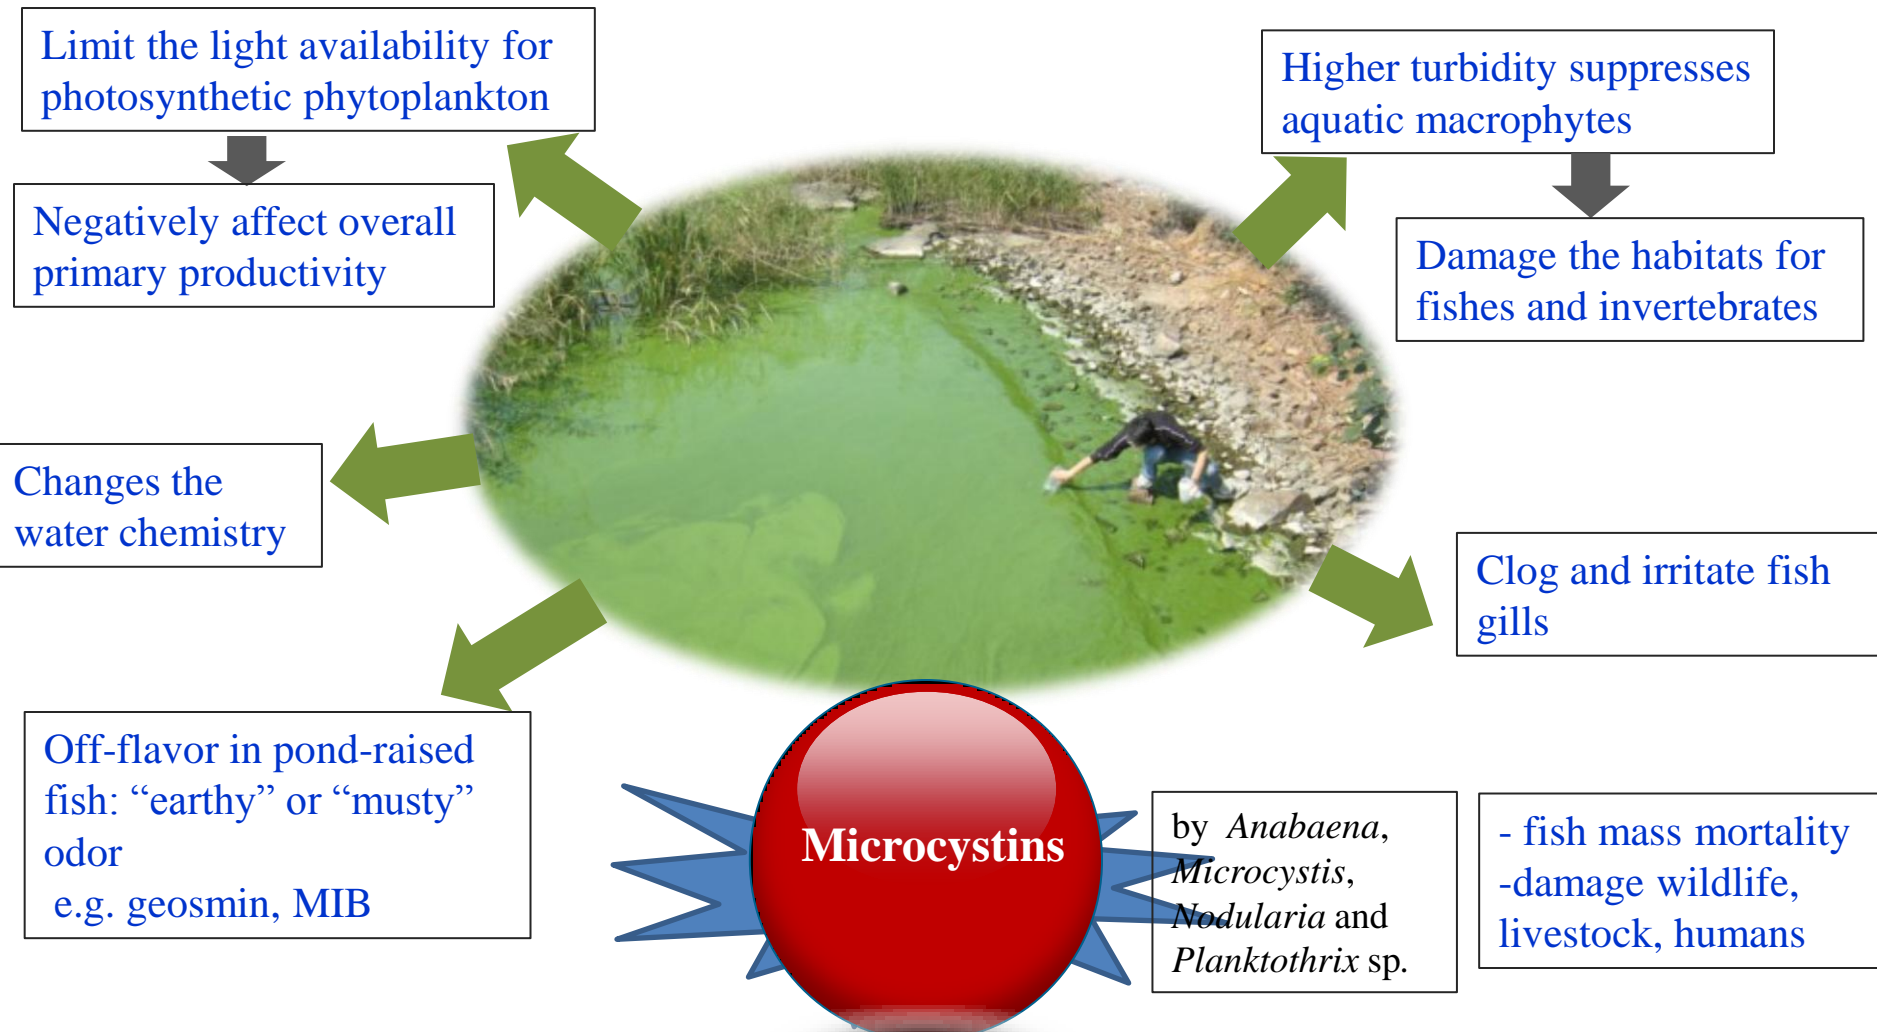 Limit the light availability for
photosynthetic phytoplankton
Negatively affect overall
primary productivity
Higher turbidity suppresses
aquatic macrophytes
Damage the habitats for
fishes and invertebrates
Changes the
water chemistry
Clog and irritate fish
gills
Off-flavor in pond-raised
fish: “earthy” or “musty”
odor
e.g. geosmin, MIB
Microcystins
by Anabaena,
Microcystis,
Nodularia and
Planktothrix sp.
- fish mass mortality
-damage wildlife,
livestock, humans